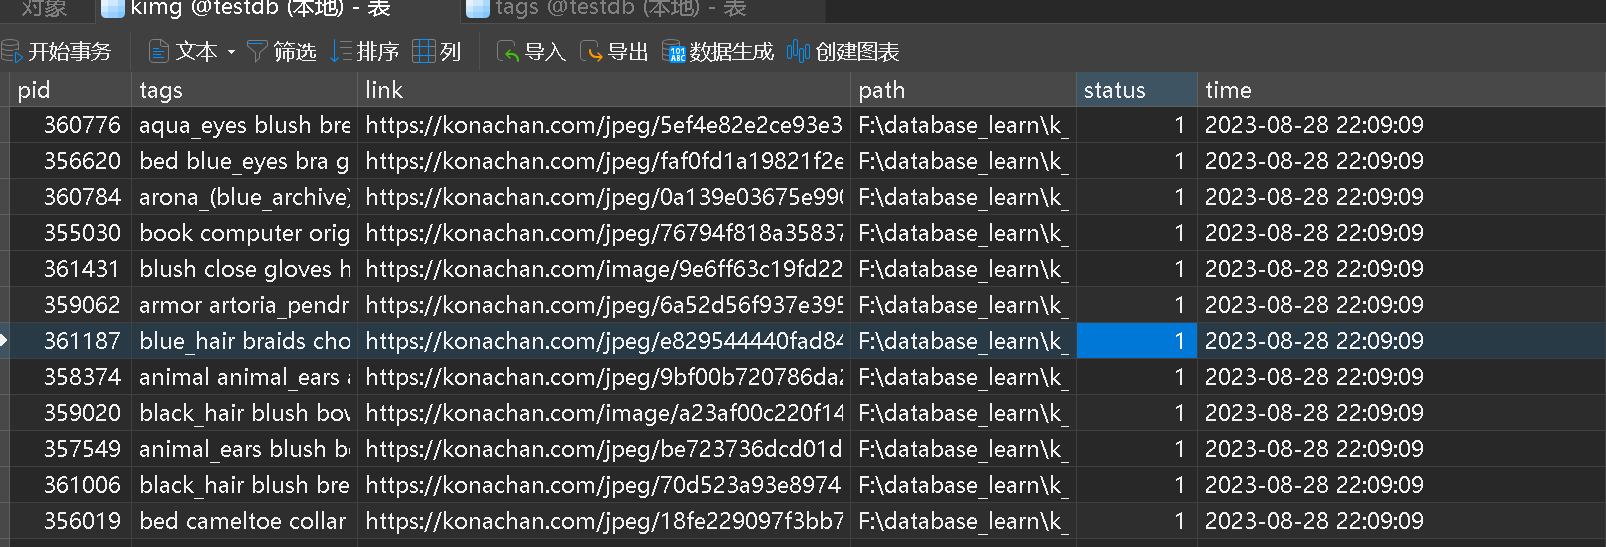 对象 kimg @testdb (本地) - 表 tags @testdb (本地) - 表
开始事务 文本 筛选 排序 列 导入 导出 数据生成 创建图表
pid tags link path status time
360776 aqua_eyes blush bre https://konachan.com/jpeg/5ef4e82e2ce93e3 F:\database_learn\k_ 1 2023-08-28 22:09:09
356620 bed blue_eyes bra g https://konachan.com/jpeg/faf0fd1a19821f2e F:\database_learn\k_ 1 2023-08-28 22:09:09
360784 arona_(blue_archive) https://konachan.com/jpeg/0a139e03675e990 F:\database_learn\k_ 1 2023-08-28 22:09:09
355030 book computer orig https://konachan.com/jpeg/76794f818a35837 F:\database_learn\k_ 1 2023-08-28 22:09:09
361431 blush close gloves h https://konachan.com/image/9e6ff63c19fd22 F:\database_learn\k_ 1 2023-08-28 22:09:09
359062 armor artoria_pendr https://konachan.com/jpeg/6a52d56f937e395 F:\database_learn\k_ 1 2023-08-28 22:09:09
361187 blue_hair braids cho https://konachan.com/jpeg/e829544440fad84 F:\database_learn\k_ 1 2023-08-28 22:09:09
358374 animal animal_ears a https://konachan.com/jpeg/9bf00b720786da2 F:\database_learn\k_ 1 2023-08-28 22:09:09
359020 black_hair blush bow https://konachan.com/image/a23af00c220f14 F:\database_learn\k_ 1 2023-08-28 22:09:09
357549 animal_ears blush be https://konachan.com/jpeg/be723736dcd01d F:\database_learn\k_ 1 2023-08-28 22:09:09
361006 black_hair blush bre https://konachan.com/jpeg/70d523a93e8974 F:\database_learn\k_ 1 2023-08-28 22:09:09
356019 bed cameltoe collar https://konachan.com/jpeg/18fe229097f3bb7 F:\database_learn\k_ 1 2023-08-28 22:09:09